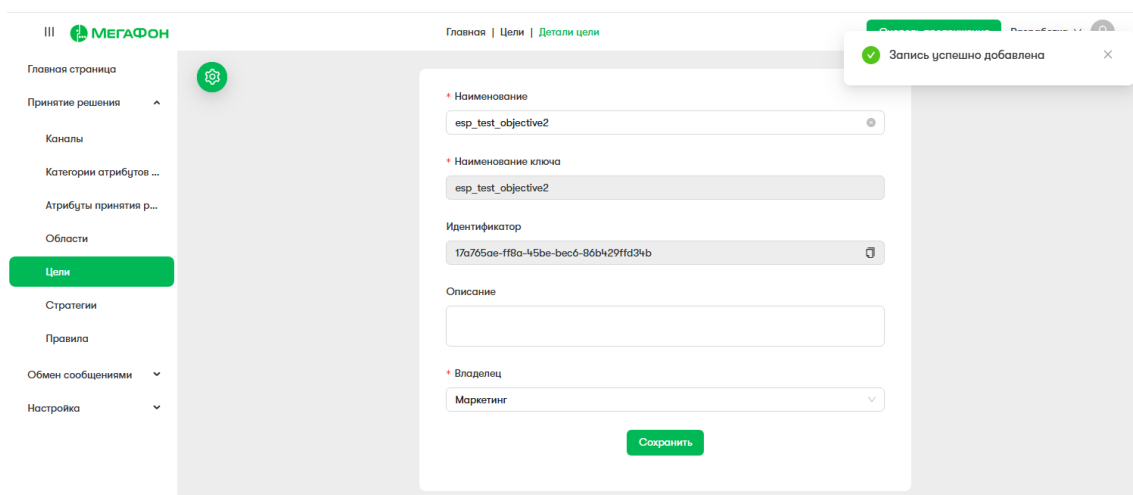 МЕГАФОН
Главная | Цели | Детали цели
Запись успешно добавлена
Главная страница
Принятие решения
Каналы
Категории атрибутов ...
Атрибуты принятия р...
Области
Цели
Стратегии
Правила
Обмен сообщениями
Настройка
* Наименование
esp_test_objective2
* Наименование ключа
esp_test_objective2
Идентификатор
17a765ae-ff8a-45be-bec6-86b429ffd34b
Описание
* Владелец
Маркетинг
Сохранить